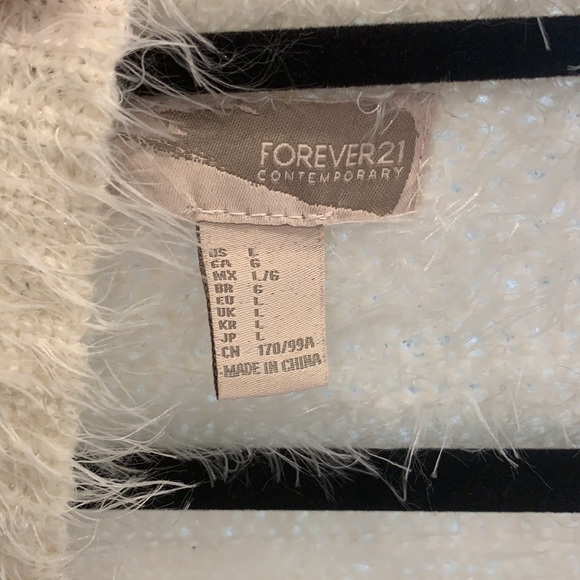 FOREVER21
CONTEMPORARY
US L
CA G
MX L/G
BR G
EU L
UK L
KR L
JP L
CN 170/99A
MADE IN CHINA